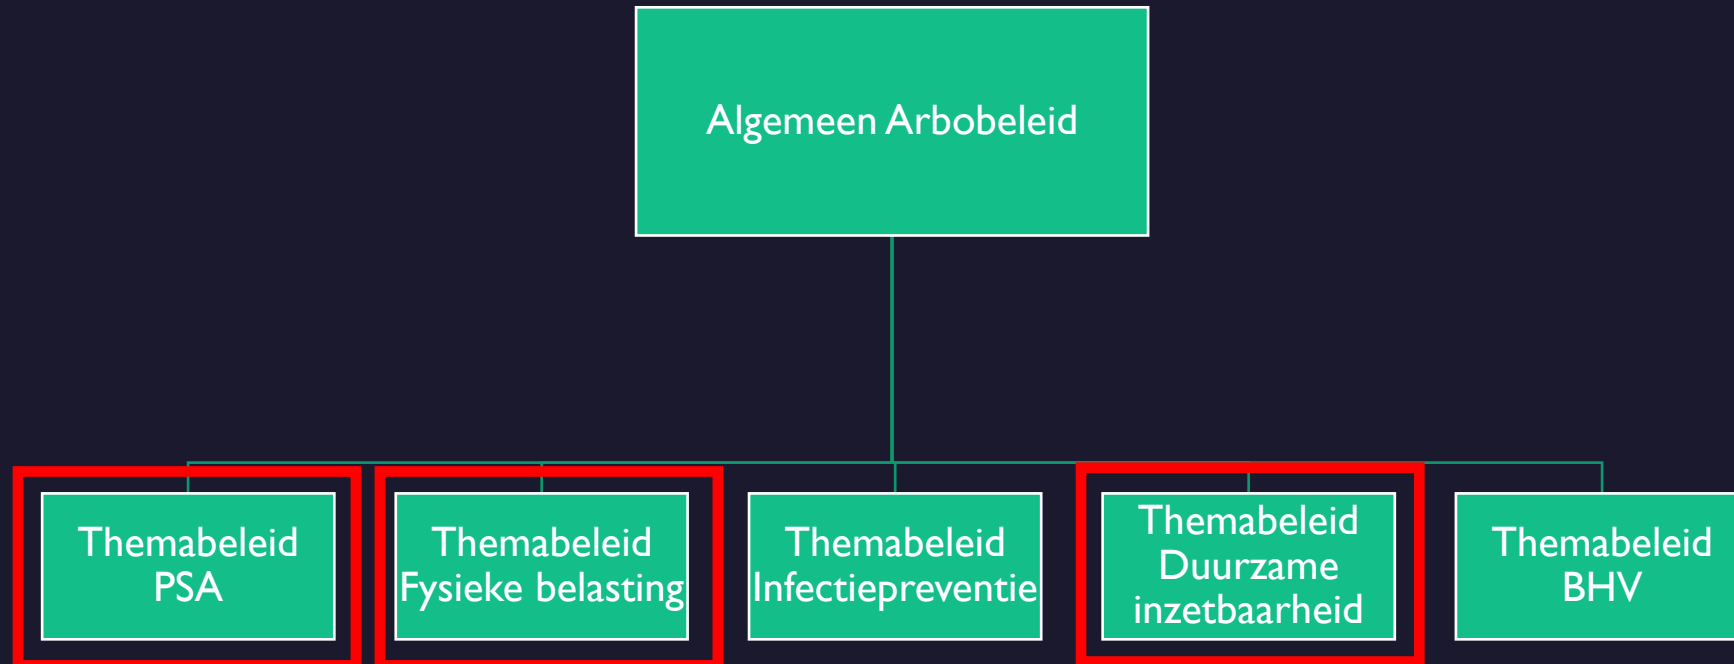 Algemeen Arbobeleid
Themabeleid
PSA
Themabeleid
Fysieke belasting
Themabeleid
Infectiepreventie
Themabeleid
Duurzame
inzetbaarheid
Themabeleid
BHV